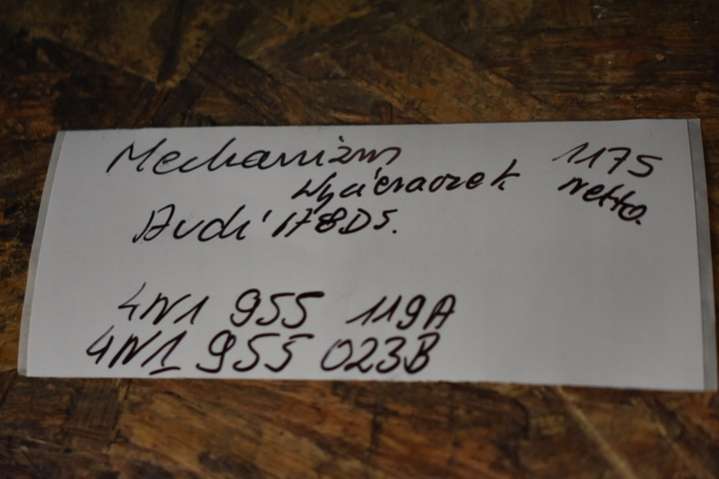 Mechanizm 1175
wycieraczek netto.
Audi A8 D5.
4N1 955 119A
4N1 955 023B